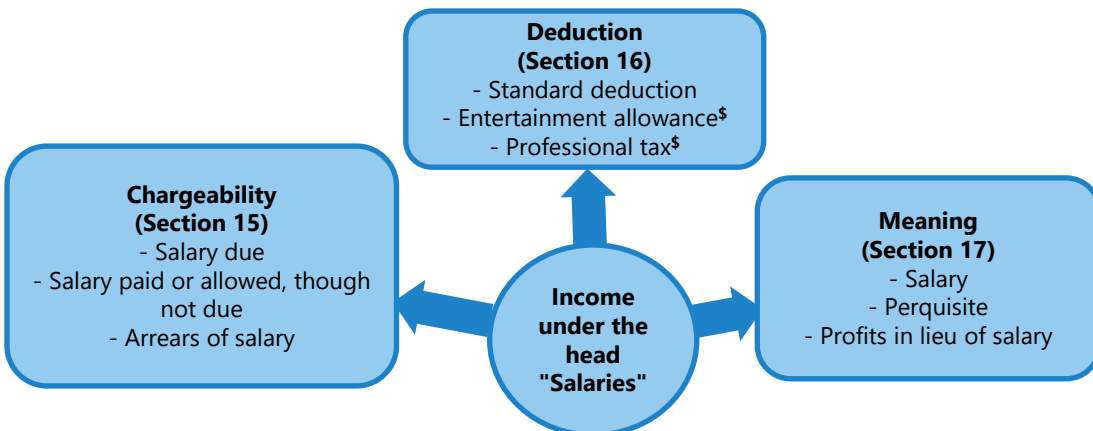 Deduction
(Section 16)
- Standard deduction
- Entertainment allowance$
- Professional tax$
Chargeability
(Section 15)
- Salary due
- Salary paid or allowed, though
not due
- Arrears of salary
Meaning
(Section 17)
- Salary
- Perquisite
- Profits in lieu of salary
Income
under the
head
"Salaries"